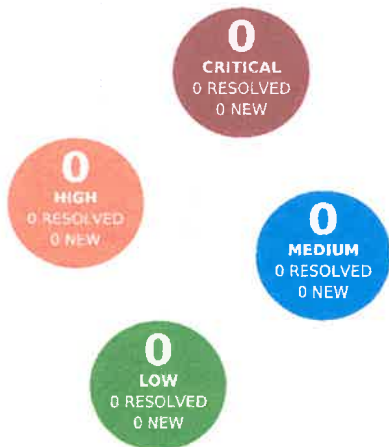 0
CRITICAL
0 RESOLVED
0 NEW
0
HIGH
0 RESOLVED
0 NEW
0
MEDIUM
0 RESOLVED
0 NEW
0
LOW
0 RESOLVED
0 NEW